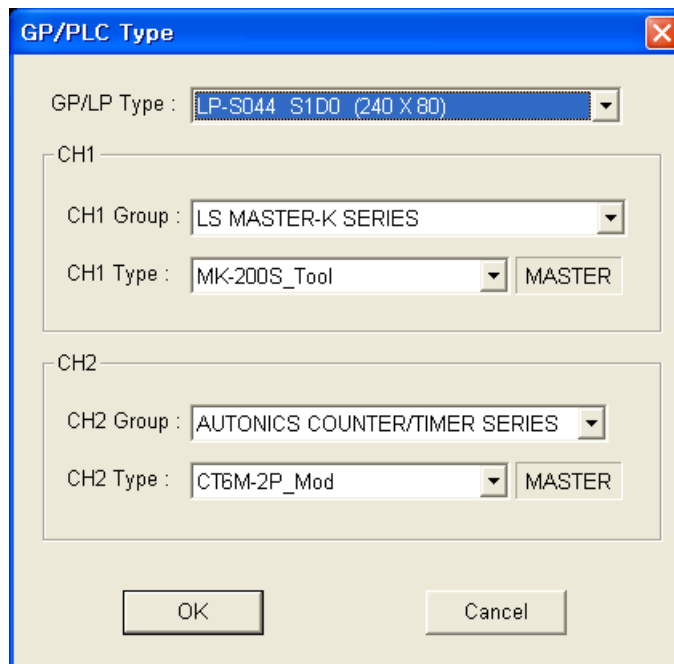 GP/PLC Type
GP/LP Type : LP-S044 S1D0 (240 X 80)
CH1
CH1 Group : LS MASTER-K SERIES
CH1 Type : MK-200S_Tool MASTER
CH2
CH2 Group : AUTONICS COUNTER/TIMER SERIES
CH2 Type : CT6M-2P_Mod MASTER
OK Cancel